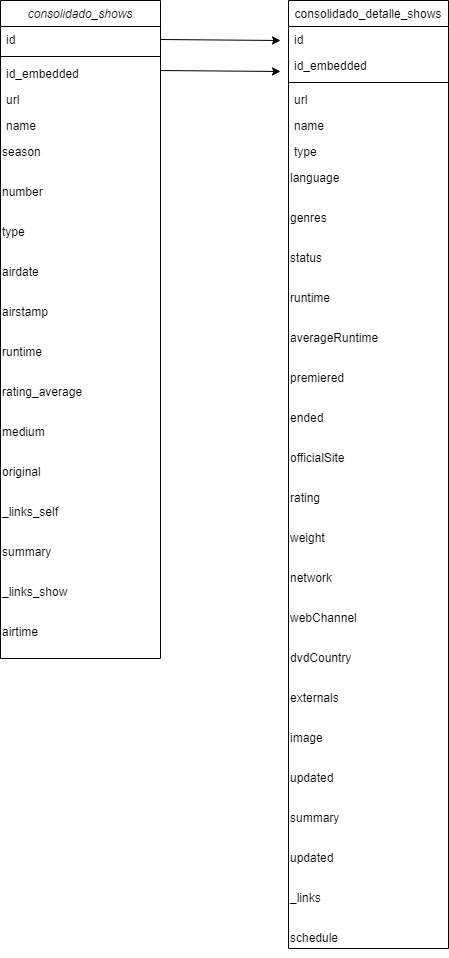 consolidado_shows
id
id_embedded
url
name
season
number
type
airdate
airstamp
runtime
rating_average
medium
original
_links_self
summary
_links_show
airtime
consolidado_detalle_shows
id
id_embedded
url
name
type
language
genres
status
runtime
averageRuntime
premiered
ended
officialSite
rating
weight
network
webChannel
dvdCountry
externals
image
updated
summary
updated
_links
schedule